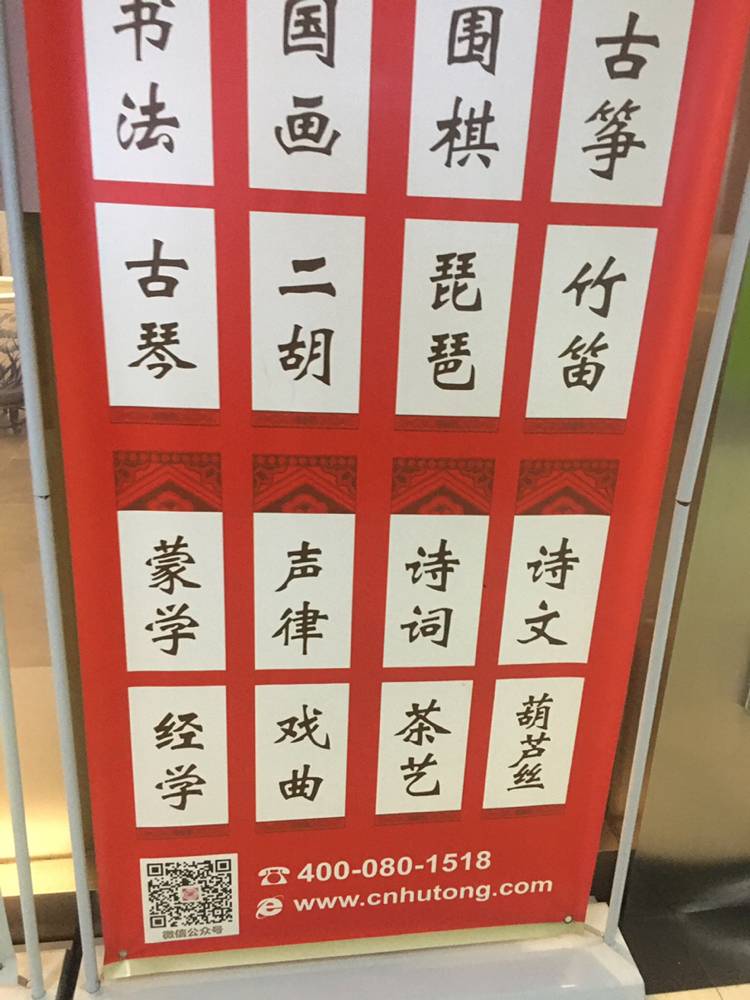 书法 国画 围棋 古筝
古琴 二胡 琵琶 竹笛
蒙学 声律 诗词 诗文
经学 戏曲 茶艺 葫芦丝
400-080-1518
www.cnhutong.com
微信公众号